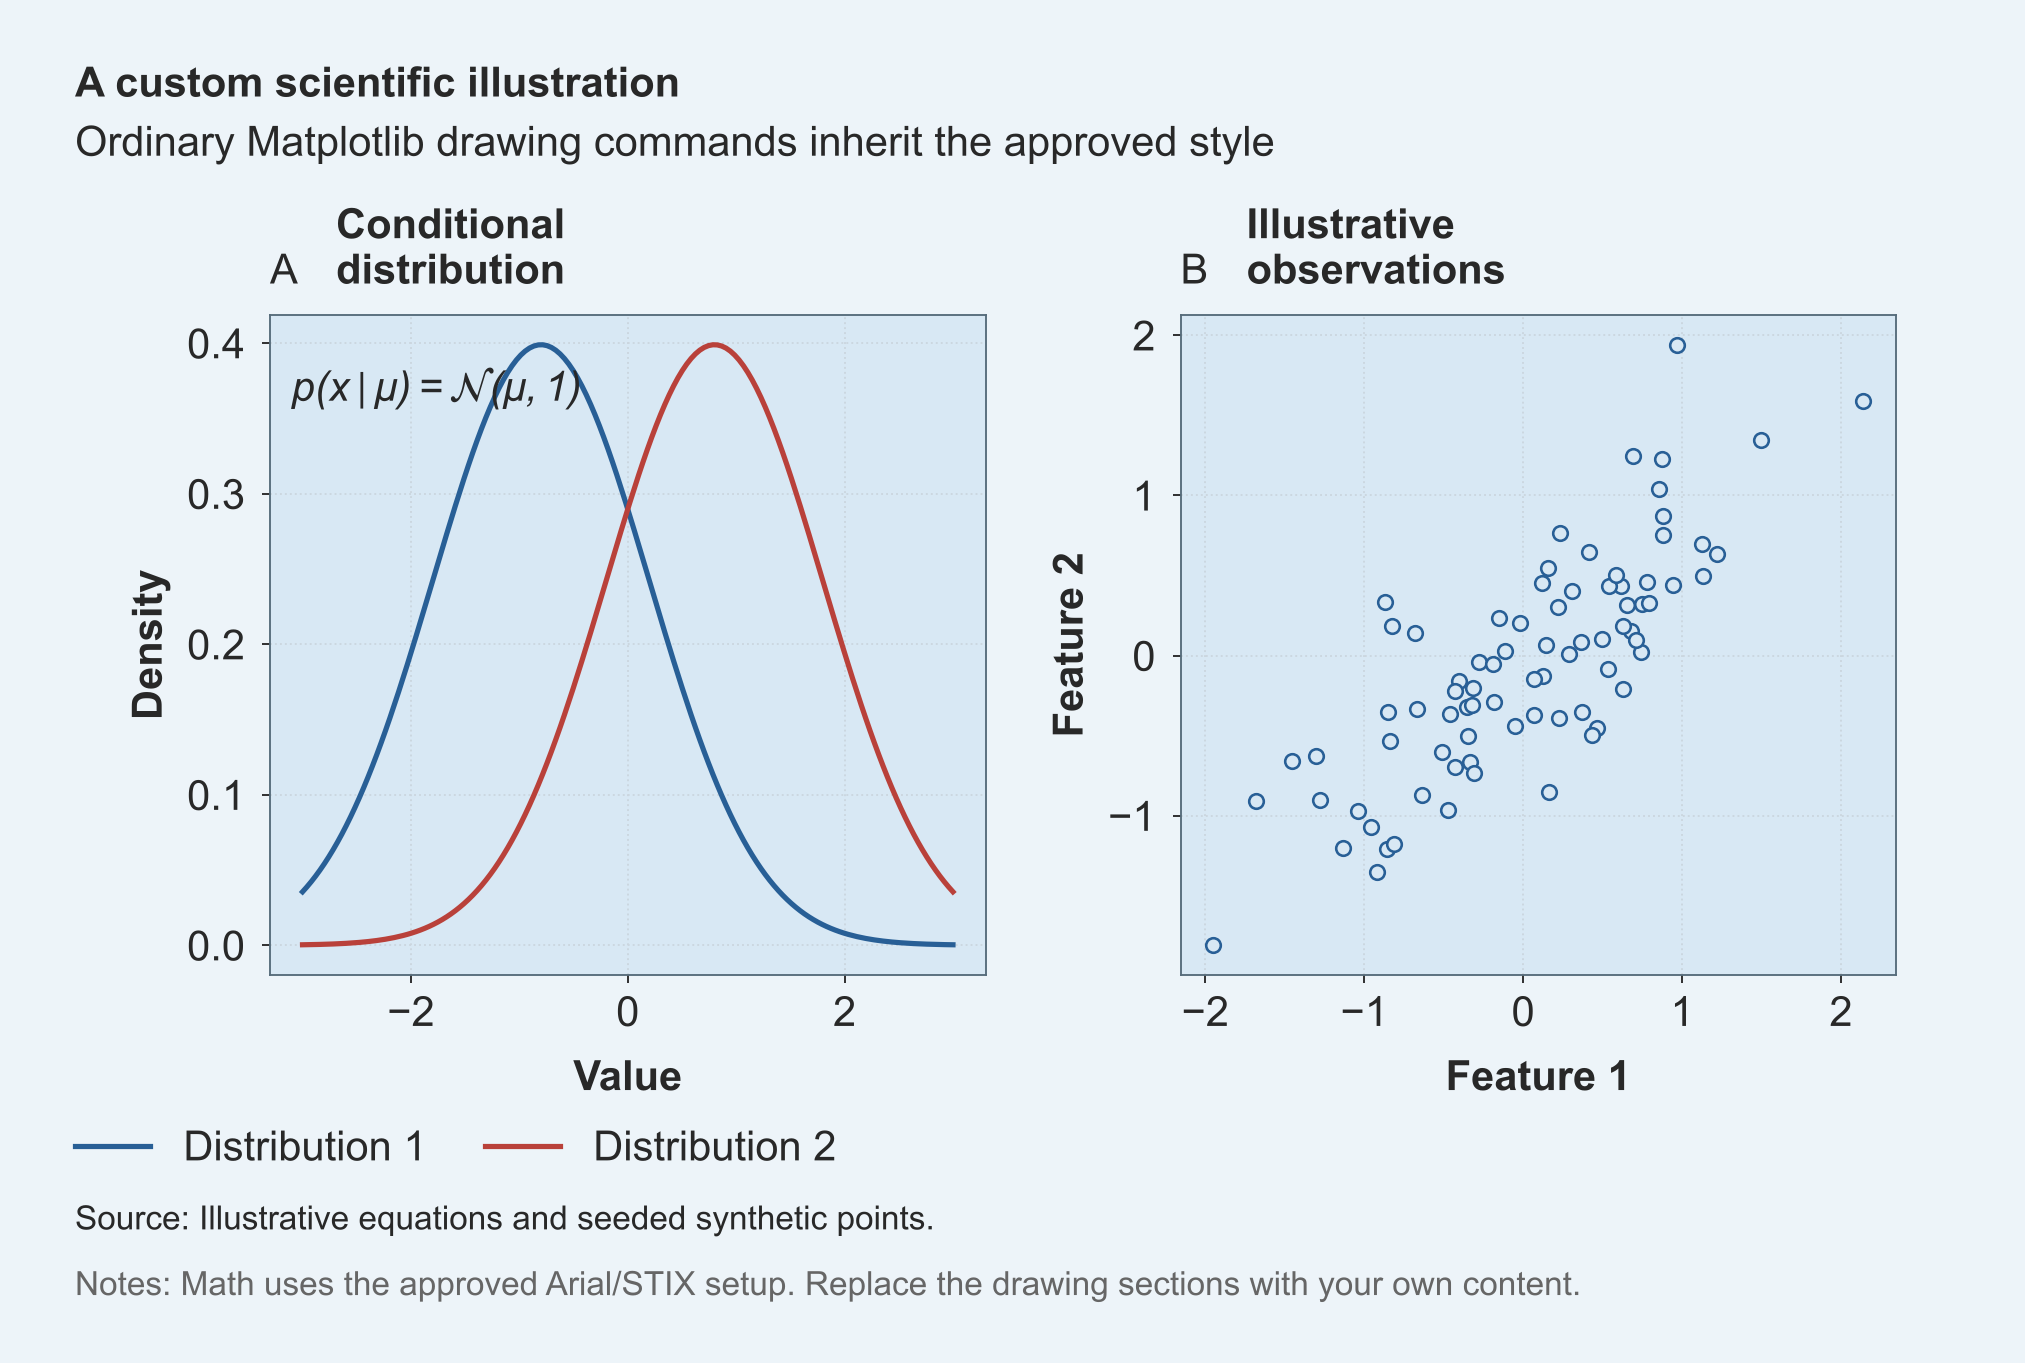 A custom scientific illustration
Ordinary Matplotlib drawing commands inherit the approved style
A
Conditional
distribution
p(x | μ) = 𝒩(μ, 1)
0.4
0.3
0.2
0.1
0.0
Density
−2
0
2
Value
B
Illustrative
observations
2
1
0
−1
Feature 2
−2
−1
0
1
2
Feature 1
Distribution 1
Distribution 2
Source: Illustrative equations and seeded synthetic points.
Notes: Math uses the approved Arial/STIX setup. Replace the drawing sections with your own content.